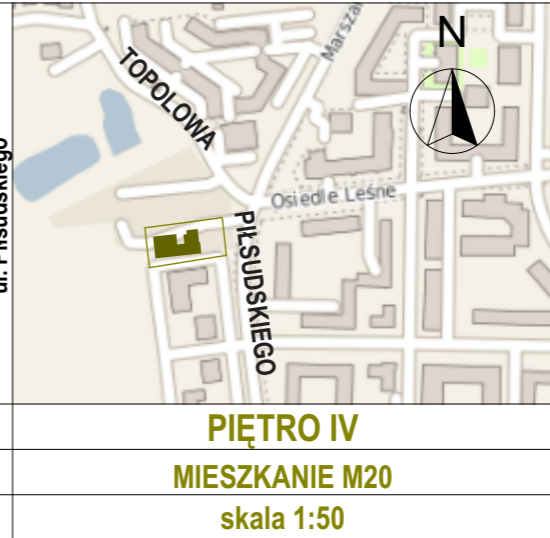 N
Marsza
TOPOLOWA
ul. Piłsudskiego
Osiedle Leśne
PIŁSUDSKIEGO
PIĘTRO IV
MIESZKANIE M20
skala 1:50